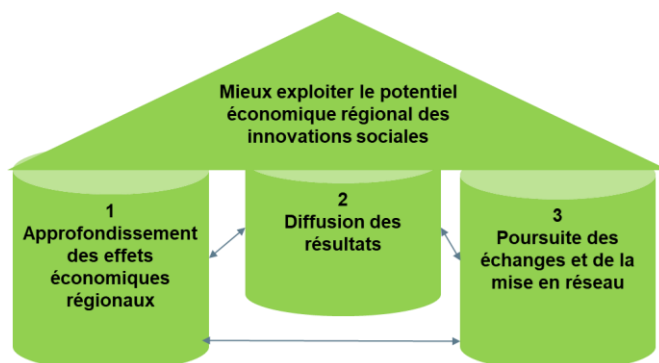 Mieux exploiter le potentiel
économique régional des
innovations sociales
1
Approfondissement
des effets
économiques
régionaux
2
Diffusion des
résultats
3
Poursuite des
échanges et de la
mise en réseau